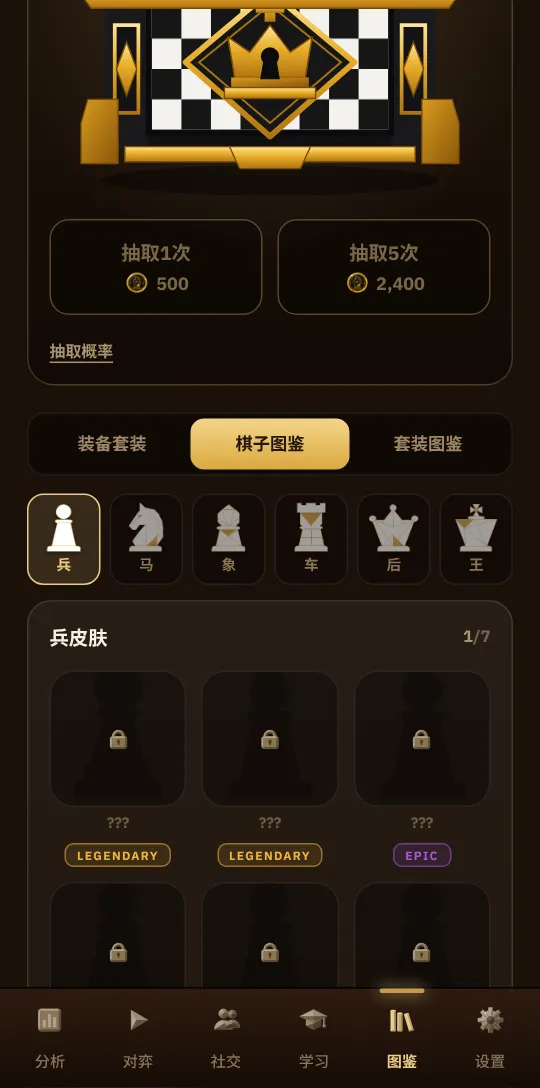 抽取1次 抽取5次
500 2,400
抽取概率
装备套装 棋子图鉴 套装图鉴
兵 马 象 车 后 王
兵皮肤 1/7
??? ??? ???
LEGENDARY LEGENDARY EPIC
分析 对弈 社交 学习 图鉴 设置